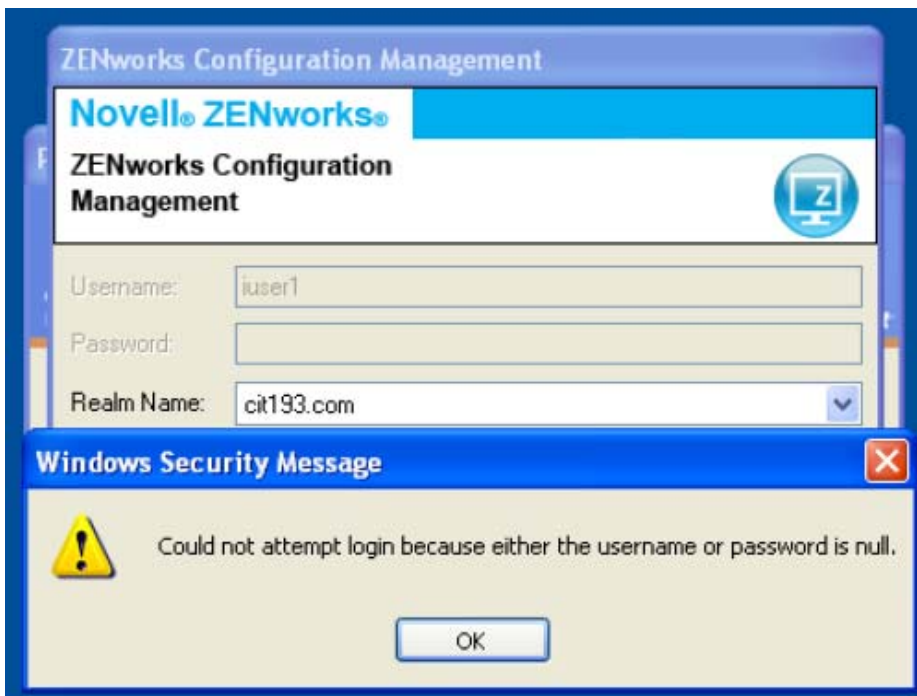 ZENworks Configuration Management
Novell® ZENworks®
ZENworks Configuration
Management
Username: iuser1
Password:
Realm Name: cit193.com
Windows Security Message
Could not attempt login because either the username or password is null.
OK